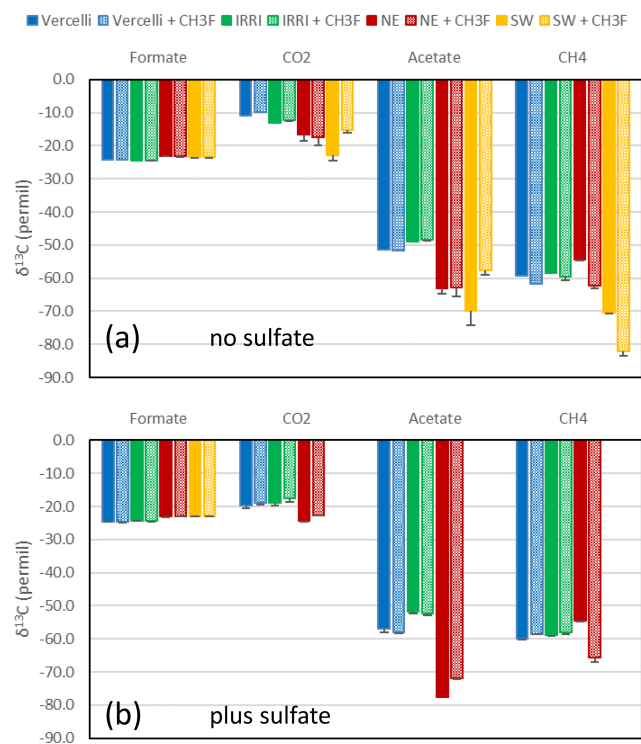 Vercelli Vercelli + CH3F IRRI IRRI + CH3F NE NE + CH3F SW SW + CH3F
Formate CO2 Acetate CH4
0.0
-10.0
-20.0
-30.0
-40.0
-50.0
-60.0
-70.0
-80.0
-90.0
δ¹³C (permil)
(a) no sulfate
Formate CO2 Acetate CH4
0.0
-10.0
-20.0
-30.0
-40.0
-50.0
-60.0
-70.0
-80.0
-90.0
δ¹³C (permil)
(b) plus sulfate